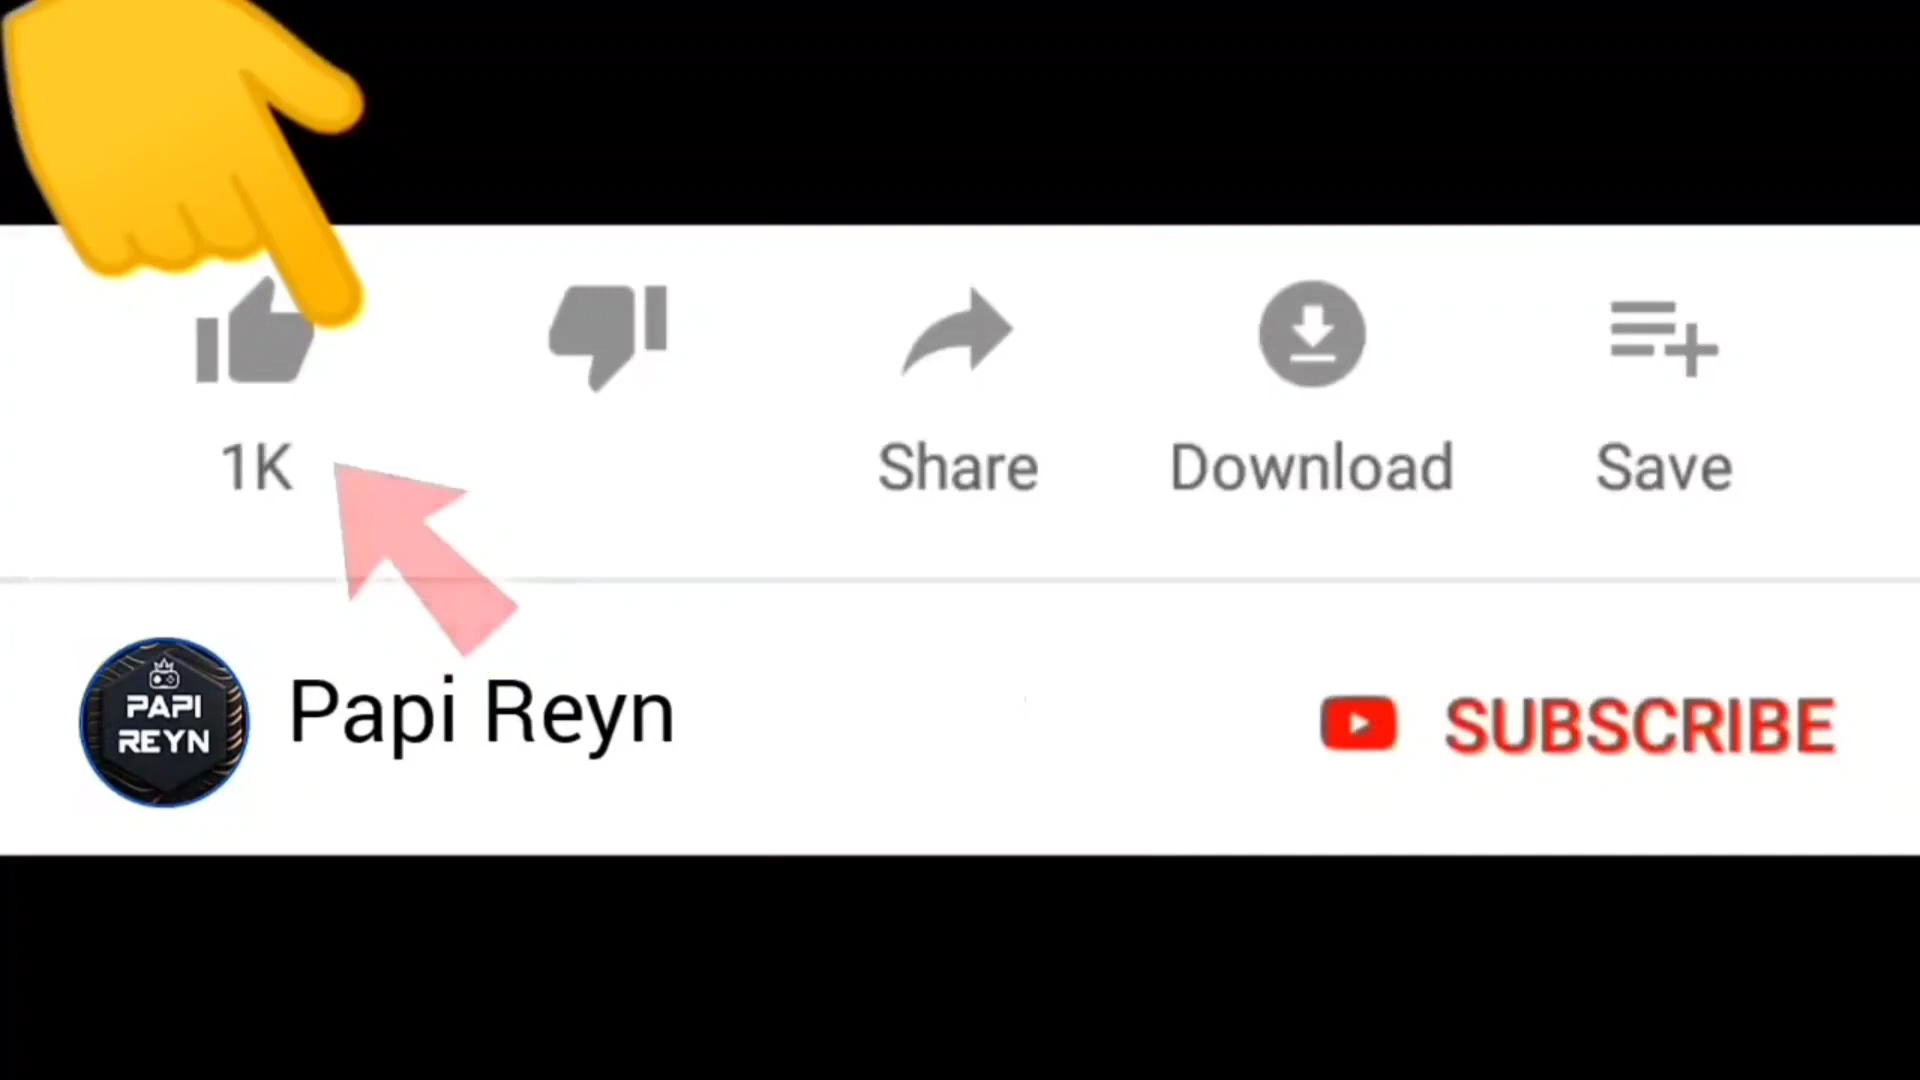 1K
Share
Download
Save
PAPI
REYN
Papi Reyn
SUBSCRIBE